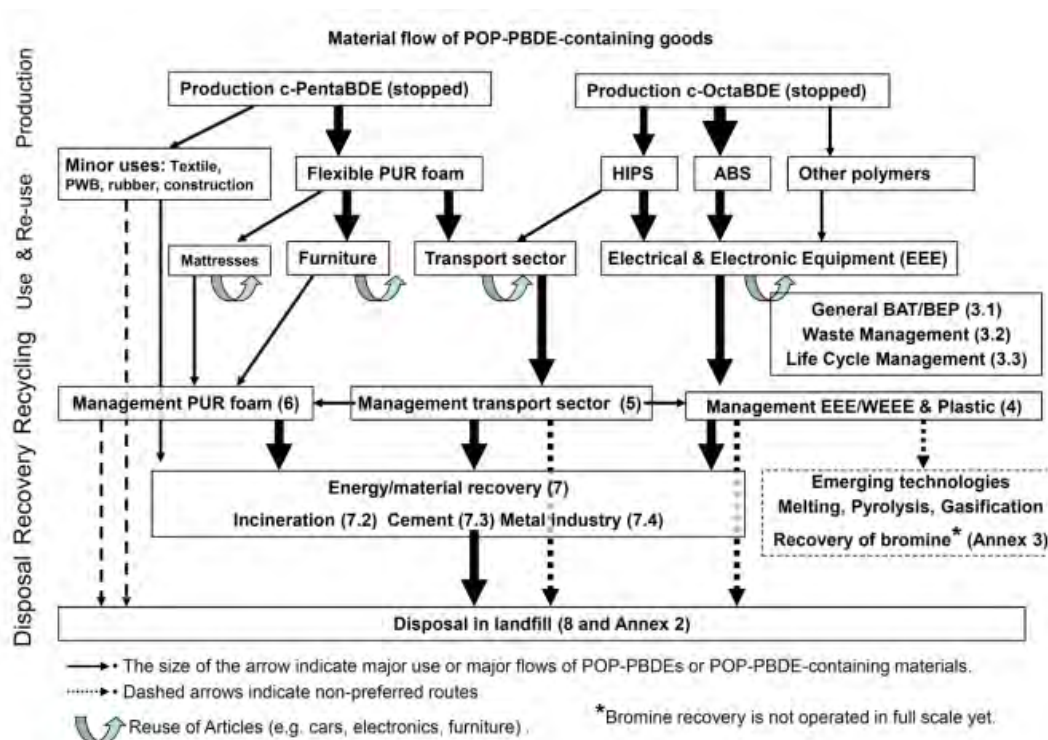 Material flow of POP-PBDE-containing goods
Production
Production c-PentaBDE (stopped)
Production c-OctaBDE (stopped)
Use & Re-use
Minor uses: Textile,
PWB, rubber, construction
Flexible PUR foam
HIPS
ABS
Other polymers
Mattresses
Furniture
Transport sector
Electrical & Electronic Equipment (EEE)
General BAT/BEP (3.1)
Waste Management (3.2)
Life Cycle Management (3.3)
Recycling
Management PUR foam (6)
Management transport sector (5)
Management EEE/WEEE & Plastic (4)
Recovery
Energy/material recovery (7)
Incineration (7.2) Cement (7.3) Metal industry (7.4)
Emerging technologies
Melting, Pyrolysis, Gasification
Recovery of bromine* (Annex 3)
Disposal
Disposal in landfill (8 and Annex 2)
• The size of the arrow indicate major use or major flows of POP-PBDEs or POP-PBDE-containing materials.
• Dashed arrows indicate non-preferred routes
Reuse of Articles (e.g. cars, electronics, furniture) .
*Bromine recovery is not operated in full scale yet.